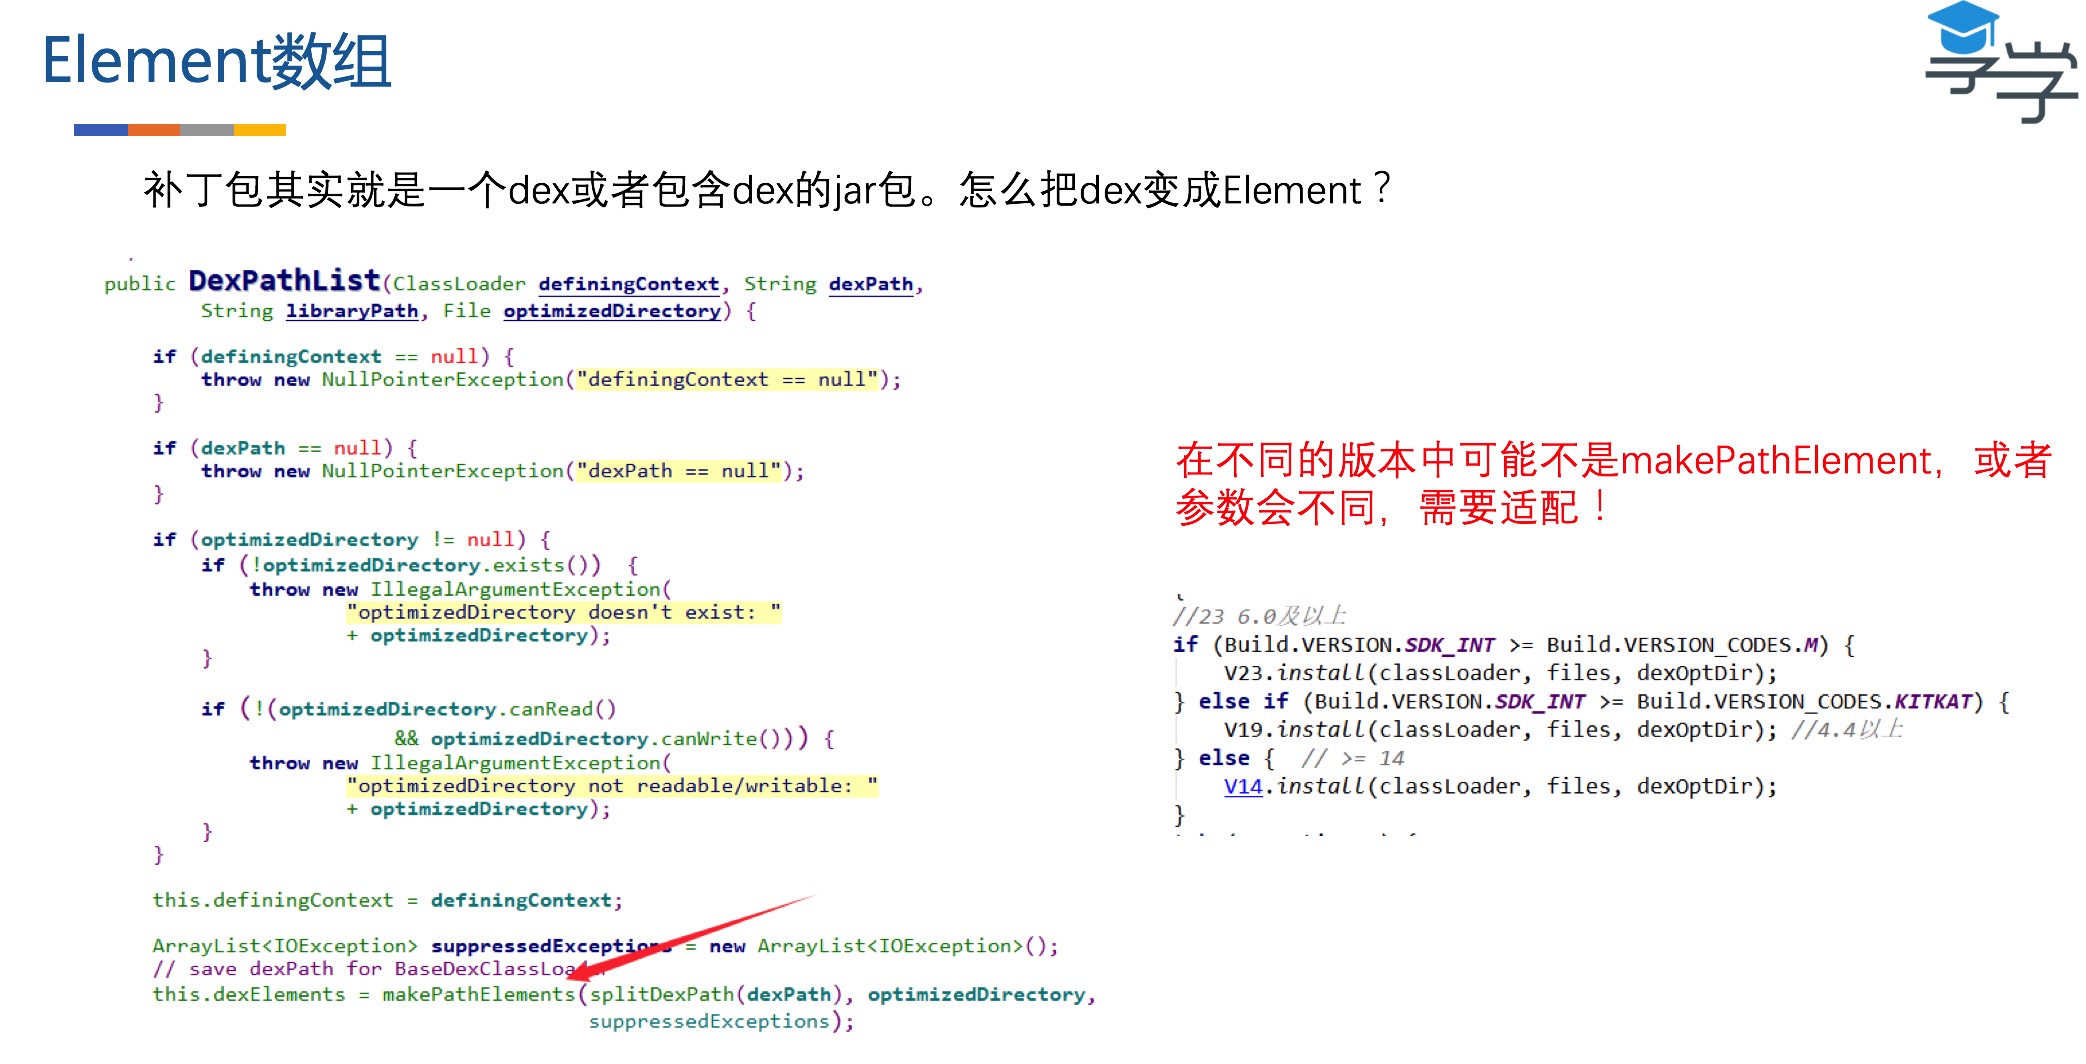 Element数组
享学
补丁包其实就是一个dex或者包含dex的jar包。怎么把dex变成Element？
public DexPathList(ClassLoader definingContext, String dexPath,
String libraryPath, File optimizedDirectory) {
if (definingContext == null) {
throw new NullPointerException("definingContext == null");
}
if (dexPath == null) {
throw new NullPointerException("dexPath == null");
}
if (optimizedDirectory != null) {
if (!optimizedDirectory.exists())  {
throw new IllegalArgumentException(
"optimizedDirectory doesn't exist: "
+ optimizedDirectory);
}
if (!(optimizedDirectory.canRead()
&& optimizedDirectory.canWrite())) {
throw new IllegalArgumentException(
"optimizedDirectory not readable/writable: "
+ optimizedDirectory);
}
}
this.definingContext = definingContext;
ArrayList<IOException> suppressedExceptions = new ArrayList<IOException>();
// save dexPath for BaseDexClassLoader
this.dexElements = makePathElements(splitDexPath(dexPath), optimizedDirectory,
suppressedExceptions);
在不同的版本中可能不是makePathElement，或者
参数会不同，需要适配！
{
//23 6.0及以上
if (Build.VERSION.SDK_INT >= Build.VERSION_CODES.M) {
V23.install(classLoader, files, dexOptDir);
} else if (Build.VERSION.SDK_INT >= Build.VERSION_CODES.KITKAT) {
V19.install(classLoader, files, dexOptDir); //4.4以上
} else {  // >= 14
V14.install(classLoader, files, dexOptDir);
}